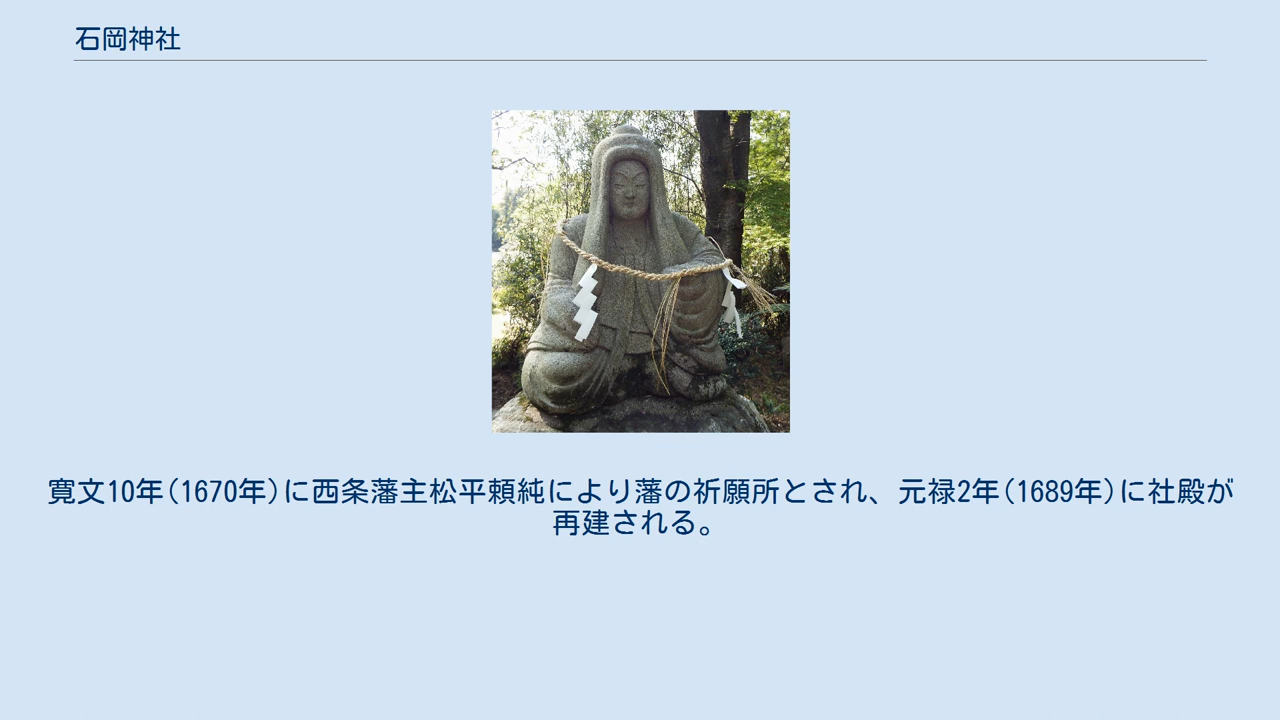 石岡神社
寛文10年(1670年)に西条藩主松平頼純により藩の祈願所とされ、元禄2年(1689年)に社殿が
再建される。